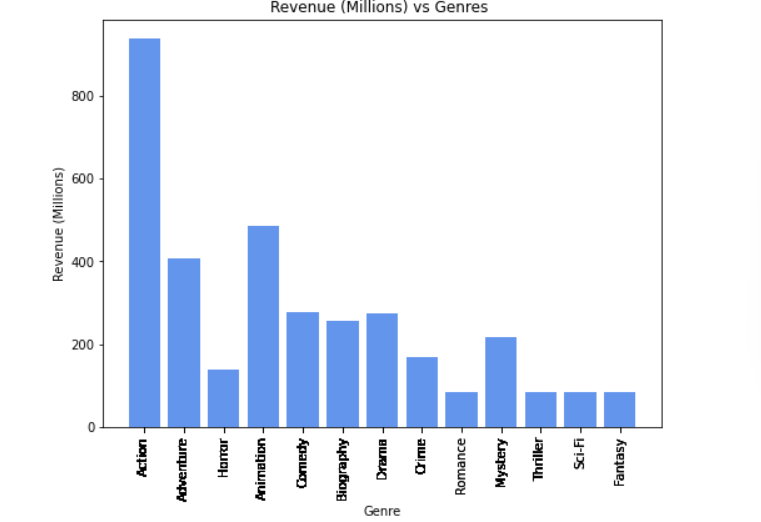 Revenue (Millions) vs Genres
Revenue (Millions)
800
600
400
200
0
Action
Adventure
Horror
Animation
Comedy
Biography
Drama
Crime
Romance
Mystery
Thriller
Sci-Fi
Fantasy
Genre